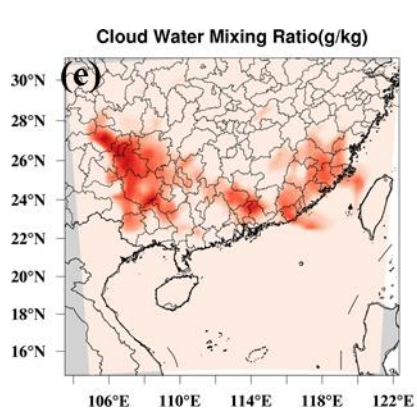 Cloud Water Mixing Ratio(g/kg)
(e)
30°N
28°N
26°N
24°N
22°N
20°N
18°N
16°N
106°E 110°E 114°E 118°E 122°E